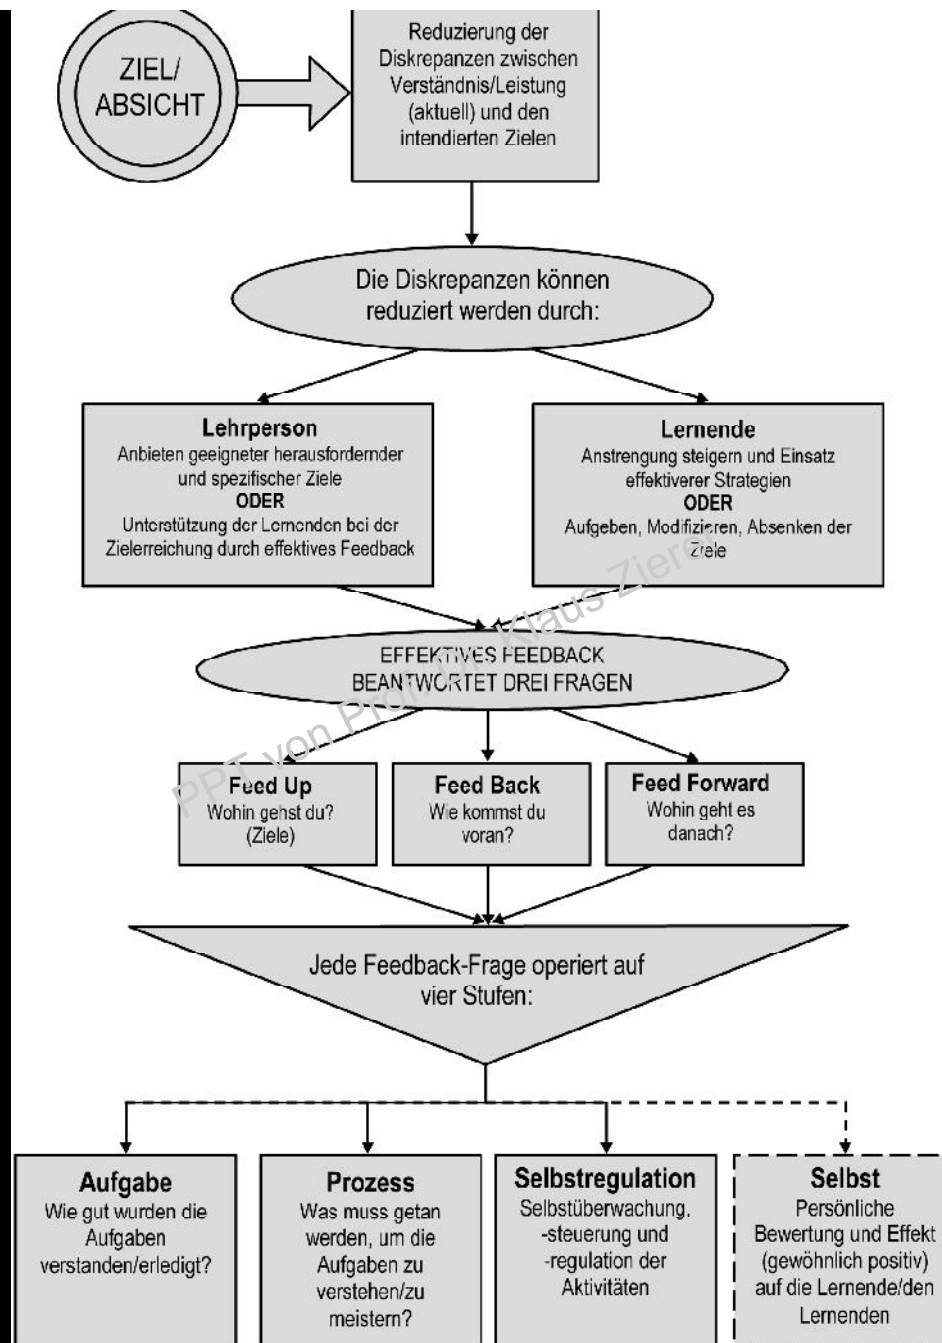 ZIEL/
ABSICHT
Reduzierung der
Diskrepanzen zwischen
Verständnis/Leistung
(aktuell) und den
intendierten Zielen
Die Diskrepanzen können
reduziert werden durch:
Lehrperson
Anbieten geeigneter herausfordernder
und spezifischer Ziele
ODER
Unterstützung der Lernenden bei der
Zielerreichung durch effektives Feedback
Lernende
Anstrengung steigern und Einsatz
effektiverer Strategien
ODER
Aufgeben, Modifizieren, Absenken der
Ziele
EFFEKTIVES FEEDBACK
BEANTWORTET DREI FRAGEN
PPT von Prof. Dr. Klaus Zierer
Feed Up
Wohin gehst du?
(Ziele)
Feed Back
Wie kommst du
voran?
Feed Forward
Wohin geht es
danach?
Jede Feedback-Frage operiert auf
vier Stufen:
Aufgabe
Wie gut wurden die
Aufgaben
verstanden/erledigt?
Prozess
Was muss getan
werden, um die
Aufgaben zu
verstehen/zu
meistern?
Selbstregulation
Selbstüberwachung,
-steuerung und
-regulation der
Aktivitäten
Selbst
Persönliche
Bewertung und Effekt
(gewöhnlich positiv)
auf die Lernende/den
Lernenden